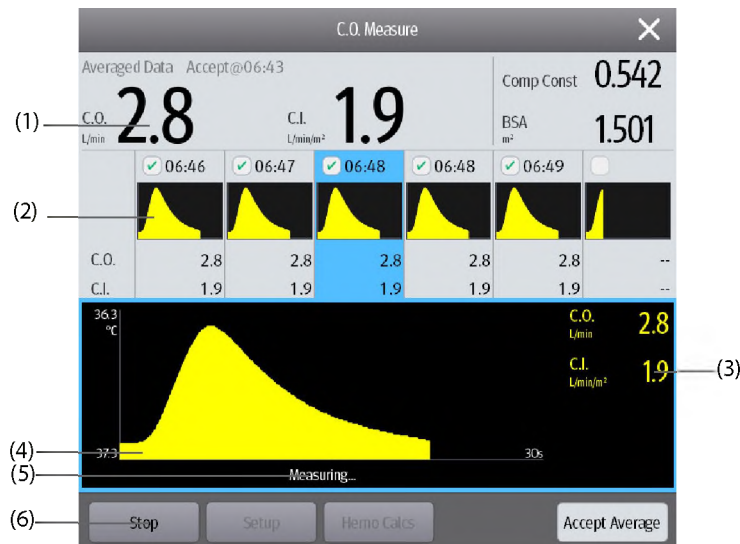 C.O. Measure
Averaged Data Accept@06:43
C.O. L/min 2.8
C.I. L/min/m² 1.9
Comp Const 0.542
BSA m² 1.501
(1)
06:46 06:47 06:48 06:48 06:49
(2)
C.O. 2.8 2.8 2.8 2.8 2.8 --
C.I. 1.9 1.9 1.9 1.9 1.9 --
36.3
°C
C.O. L/min 2.8
C.I. L/min/m² 1.9
(3)
(4)
37.3
30s
(5)
Measuring...
(6)
Stop Setup Hemo Calcs Accept Average